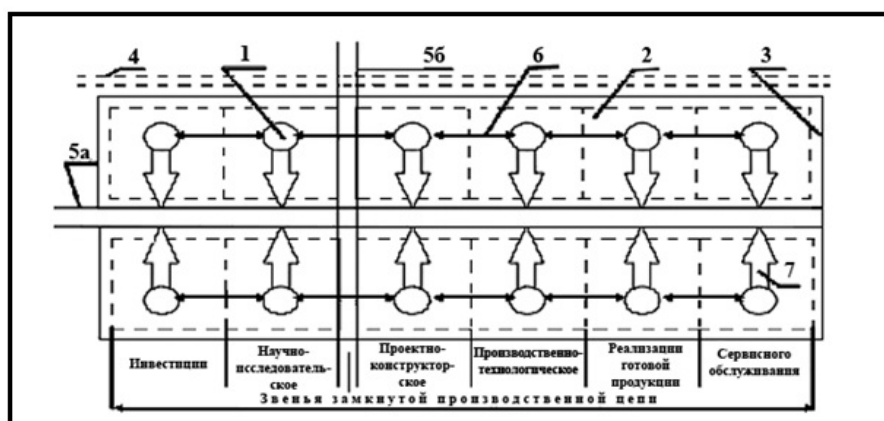 4 1 5б 6 2 3
5а
7
Инвестиции
Научно-
исследователь-
ское
Проектно-
конструктор-
ское
Производственно-
технологическое
Реализации
готовой
продукции
Сервисного
обслуживания
Звенья замкнутой производственной цепи